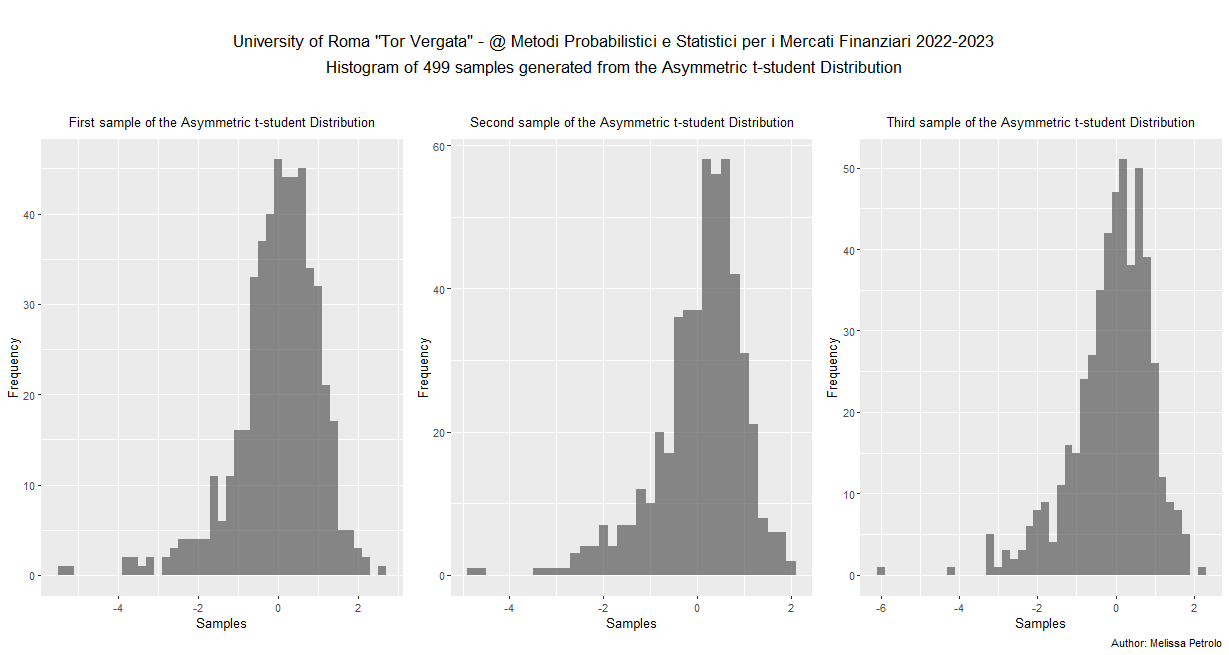 University of Roma "Tor Vergata" - @ Metodi Probabilistici e Statistici per i Mercati Finanziari 2022-2023
Histogram of 499 samples generated from the Asymmetric t-student Distribution
First sample of the Asymmetric t-student Distribution
Frequency
40
30
20
10
0
-4 -2 0 2
Samples
Second sample of the Asymmetric t-student Distribution
Frequency
60
40
20
0
-4 -2 0 2
Samples
Third sample of the Asymmetric t-student Distribution
Frequency
50
40
30
20
10
0
-6 -4 -2 0 2
Samples
Author: Melissa Petrolo